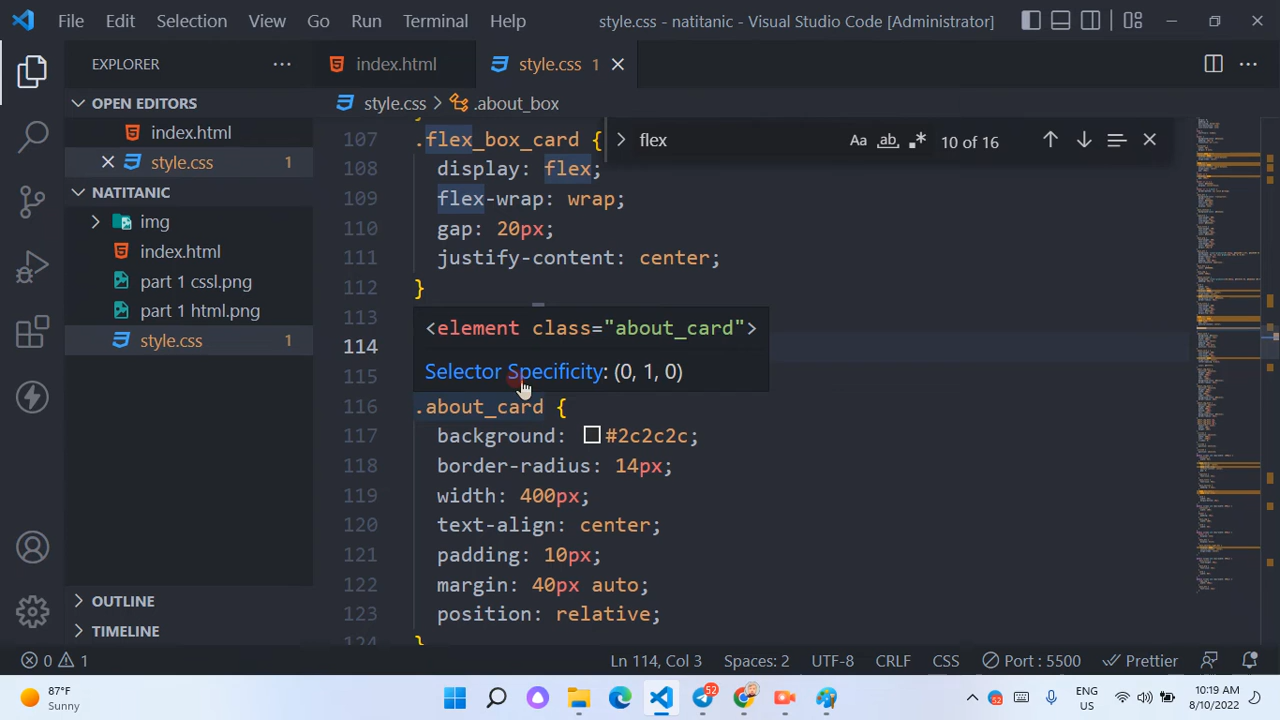 File Edit Selection View Go Run Terminal Help style.css - natitanic - Visual Studio Code [Administrator]
EXPLORER
index.html
style.css 1
OPEN EDITORS
index.html
style.css 1
NATITANIC
img
index.html
part 1 cssl.png
part 1 html.png
style.css 1
OUTLINE
TIMELINE
style.css > .about_box
flex
Aa ab 10 of 16
107 .flex_box_card {
108 display: flex;
109 flex-wrap: wrap;
110 gap: 20px;
111 justify-content: center;
112 }
113
<element class="about_card">
114
Selector Specificity: (0, 1, 0)
115
116 .about_card {
117 background: #2c2c2c;
118 border-radius: 14px;
119 width: 400px;
120 text-align: center;
121 padding: 10px;
122 margin: 40px auto;
123 position: relative;
124 }
0 1 Ln 114, Col 3 Spaces: 2 UTF-8 CRLF CSS Port : 5500 Prettier
87°F
Sunny
52
52
ENG
US
10:19 AM
8/10/2022